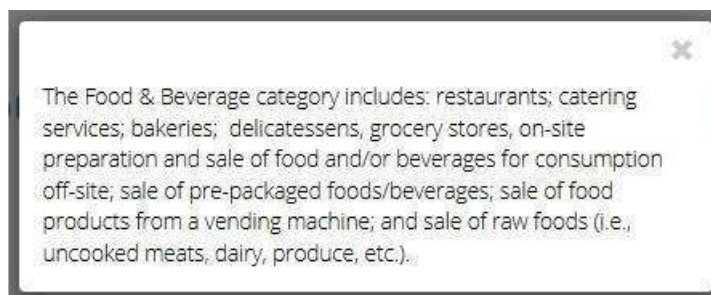 The Food & Beverage category includes: restaurants; catering
services; bakeries;  delicatessens, grocery stores, on-site
preparation and sale of food and/or beverages for consumption
off-site; sale of pre-packaged foods/beverages; sale of food
products from a vending machine; and sale of raw foods (i.e.,
uncooked meats, dairy, produce, etc.).